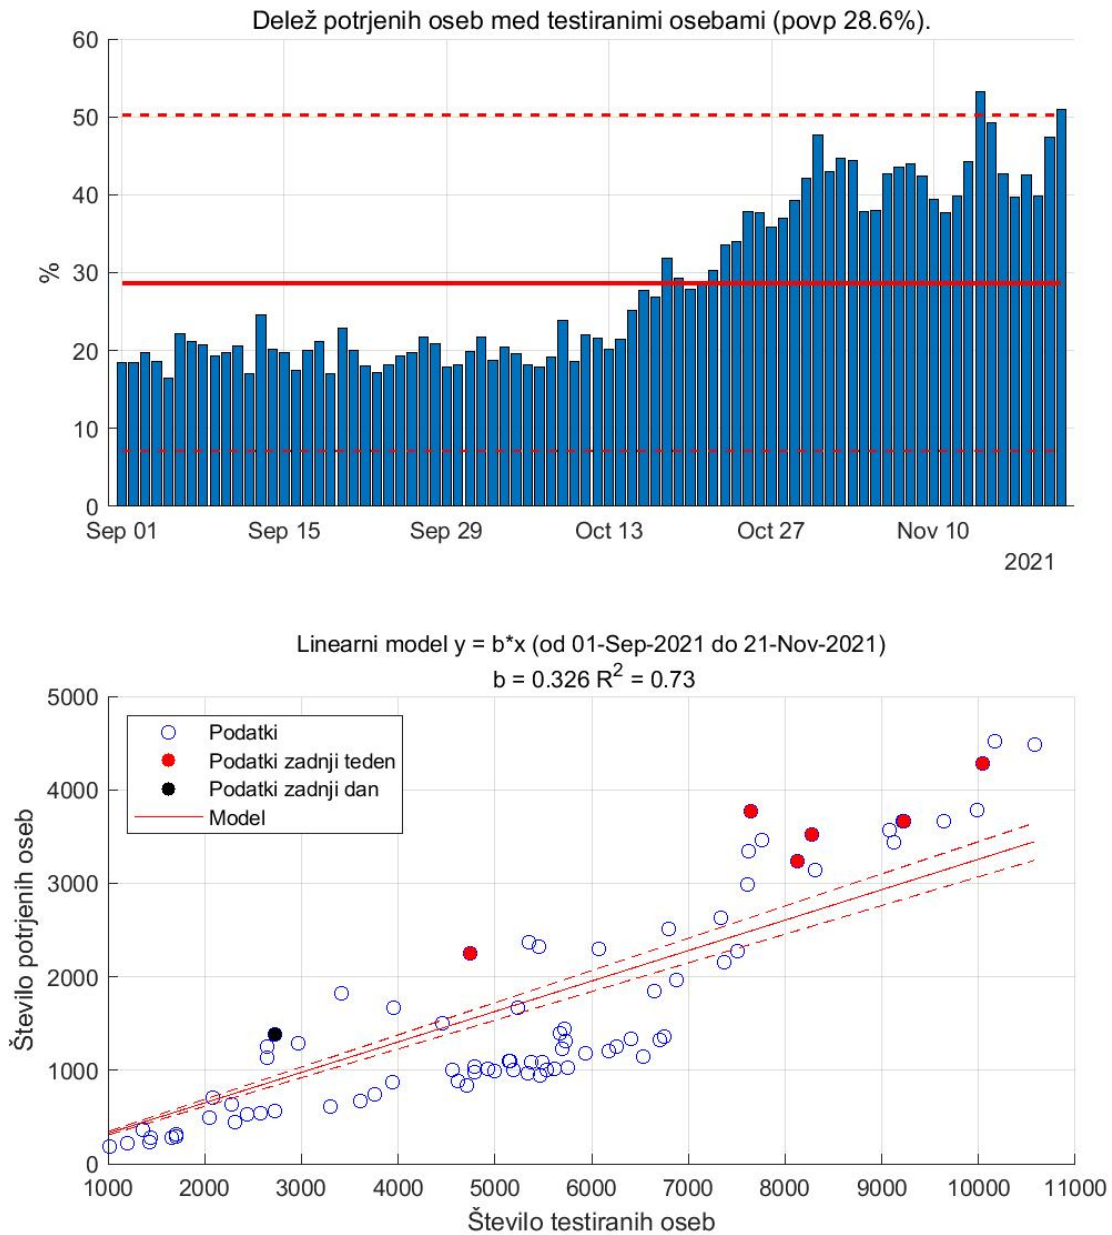 Delež potrjenih oseb med testiranimi osebami (povp 28.6%).
60
50
40
30
20
10
0
%
Sep 01 Sep 15 Sep 29 Oct 13 Oct 27 Nov 10
2021
Linearni model y = b*x (od 01-Sep-2021 do 21-Nov-2021)
b = 0.326 R² = 0.73
5000
4000
3000
2000
1000
0
Število potrjenih oseb
Podatki
Podatki zadnji teden
Podatki zadnji dan
Model
1000 2000 3000 4000 5000 6000 7000 8000 9000 10000 11000
Število testiranih oseb